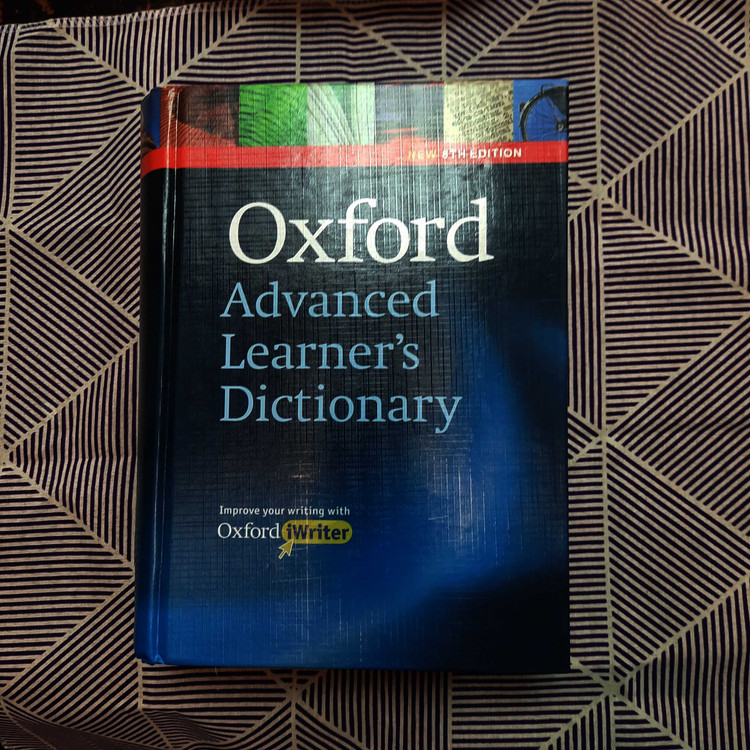 NEW 8TH EDITION
Oxford
Advanced
Learner's
Dictionary
Improve your writing with
Oxford iWriter